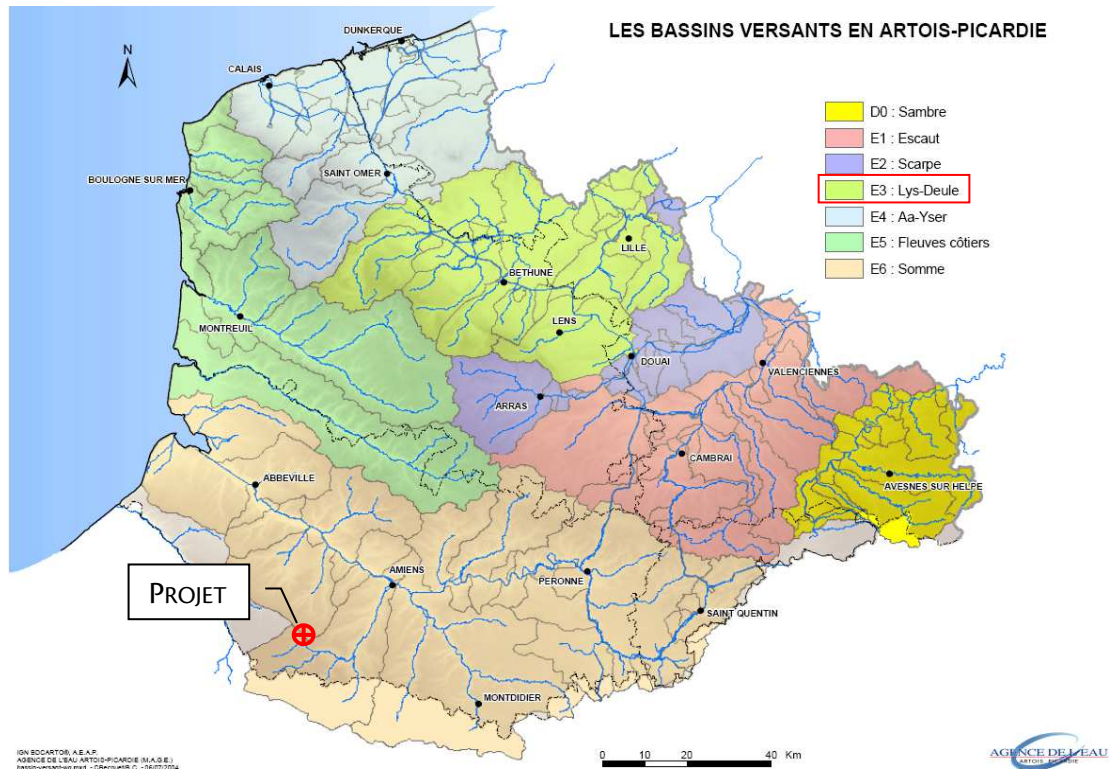 LES BASSINS VERSANTS EN ARTOIS-PICARDIE
N
DUNKERQUE
CALAIS
D0 : Sambre
E1 : Escaut
E2 : Scarpe
E3 : Lys-Deule
E4 : Aa-Yser
E5 : Fleuves côtiers
E6 : Somme
SAINT OMER
BOULOGNE SUR MER
LILLE
BETHUNE
MONTREUIL
LENS
DOUAI
VALENCIENNES
ARRAS
CAMBRAI
ABBEVILLE
AVESNES SUR HELPE
AMIENS
PERONNE
PROJET
SAINT QUENTIN
MONTDIDIER
0 10 20 40 Km
IGN BDCARTO®, A.E.A.P.
AGENCE DE L'EAU ARTOIS-PICARDIE (M.A.G.E.)
AGENCE DE L'EAU
ARTOIS PICARDIE